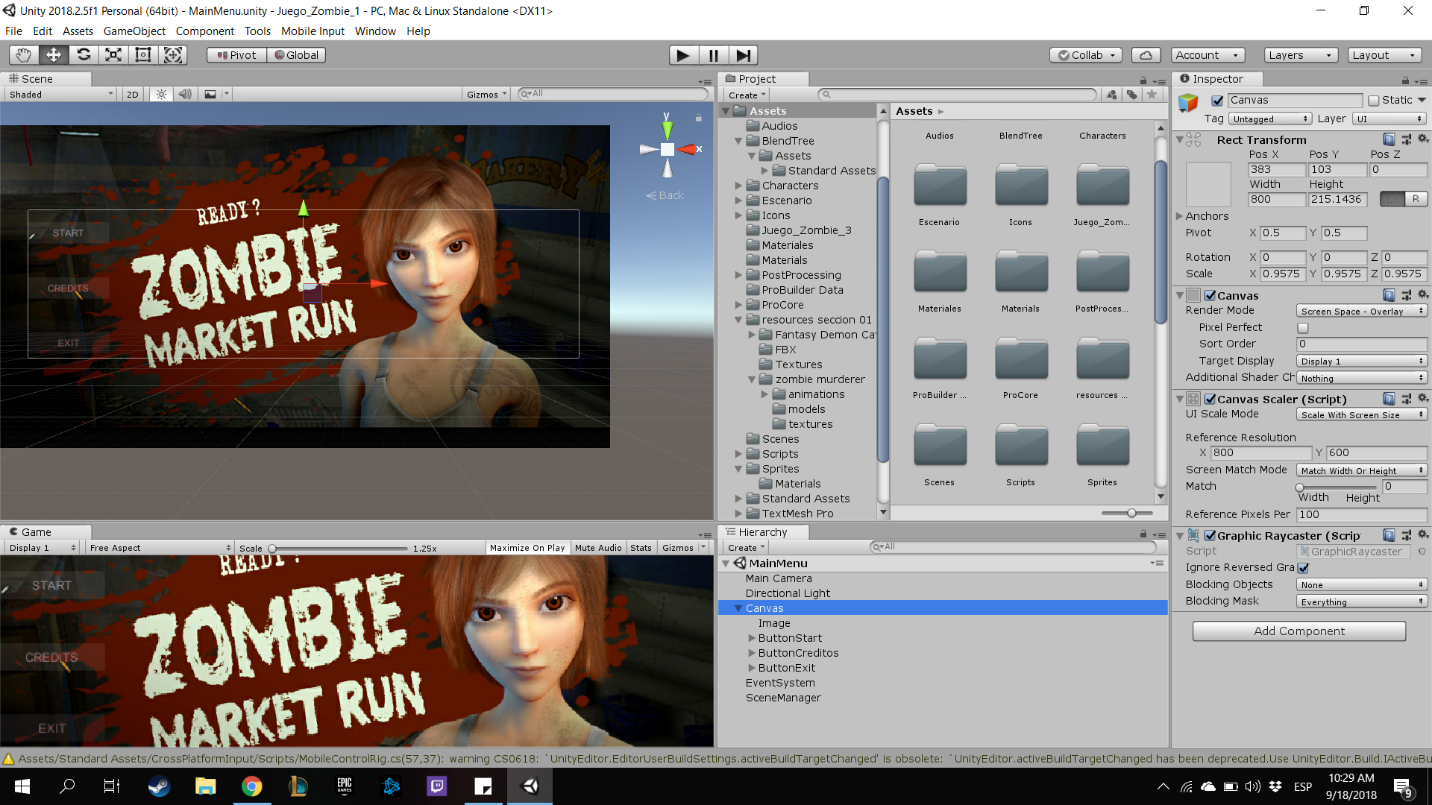 Unity 2018.2.5f1 Personal (64bit) - MainMenu.unity - Juego_Zombie_1 - PC, Mac & Linux Standalone <DX11>
File Edit Assets GameObject Component Tools Mobile Input Window Help
Pivot Global Collab Account Layers Layout
Scene
Shaded 2D Gizmos All
y
x
Back
READY?
ZOMBIE
MARKET RUN
START
CREDITS
EXIT
Game
Display 1 Free Aspect Scale 1.25x Maximize On Play Mute Audio Stats Gizmos
READY?
START
ZOMBIE
CREDITS
MARKET RUN
EXIT
Project
Create
Assets
Audios
BlendTree
Assets
Standard Assets
Characters
Escenario
Icons
Juego_Zombie_3
Materiales
Materials
PostProcessing
ProBuilder Data
ProCore
resources seccion 01
Fantasy Demon Ca
FBX
Textures
zombie murderer
animations
models
textures
Scenes
Scripts
Sprites
Materials
Standard Assets
TextMesh Pro
Assets
Audios BlendTree Characters
Escenario Icons Juego_Zom...
Materiales Materials PostProces...
ProBuilder ... ProCore resources ...
Scenes Scripts Sprites
Hierarchy
Create All
MainMenu
Main Camera
Directional Light
Canvas
Image
ButtonStart
ButtonCreditos
ButtonExit
EventSystem
SceneManager
Inspector
Canvas Static
Tag Untagged Layer UI
Rect Transform
Pos X Pos Y Pos Z
383 103 0
Width Height
800 215.1436 R
Anchors
Pivot X 0.5 Y 0.5
Rotation X 0 Y 0 Z 0
Scale X 0.9575 Y 0.9575 Z 0.9575
Canvas
Render Mode Screen Space - Overlay
Pixel Perfect
Sort Order 0
Target Display Display 1
Additional Shader Ch Nothing
Canvas Scaler (Script)
UI Scale Mode Scale With Screen Size
Reference Resolution
X 800 Y 600
Screen Match Mode Match Width Or Height
Match 0
Width Height
Reference Pixels Per 100
Graphic Raycaster (Scrip
Script GraphicRaycaster
Ignore Reversed Gra
Blocking Objects None
Blocking Mask Everything
Add Component
Assets/Standard Assets/CrossPlatformInput/Scripts/MobileControlRig.cs(57,37): warning CS0618: `UnityEditor.EditorUserBuildSettings.activeBuildTargetChanged' is obsolete: `UnityEditor.activeBuildTargetChanged has been deprecated.Use UnityEditor.Build.IActiveBu
EPIC
GAMES
ESP
10:29 AM
9/18/2018
9